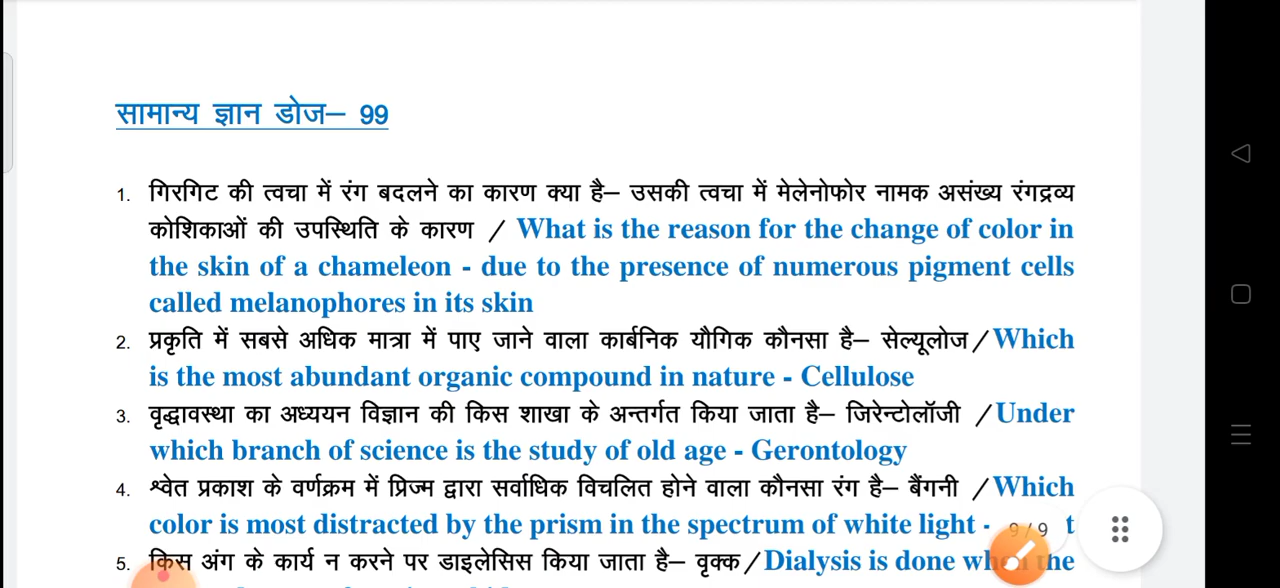 सामान्य ज्ञान डोज– 99
1. गिरगिट की त्वचा में रंग बदलने का कारण क्या है– उसकी त्वचा में मेलेनोफोर नामक असंख्य रंगद्रव्य
कोशिकाओं की उपस्थिति के कारण / What is the reason for the change of color in
the skin of a chameleon - due to the presence of numerous pigment cells
called melanophores in its skin
2. प्रकृति में सबसे अधिक मात्रा में पाए जाने वाला कार्बनिक यौगिक कौनसा है– सेल्यूलोज / Which
is the most abundant organic compound in nature - Cellulose
3. वृद्धावस्था का अध्ययन विज्ञान की किस शाखा के अन्तर्गत किया जाता है– जिरेन्टोलॉजी / Under
which branch of science is the study of old age - Gerontology
4. श्वेत प्रकाश के वर्णक्रम में प्रिज्म द्वारा सर्वाधिक विचलित होने वाला कौनसा रंग है– बैंगनी / Which
color is most distracted by the prism in the spectrum of white light - 9 / 9
5. किस अंग के कार्य न करने पर डाइलेसिस किया जाता है– वृक्क / Dialysis is done the